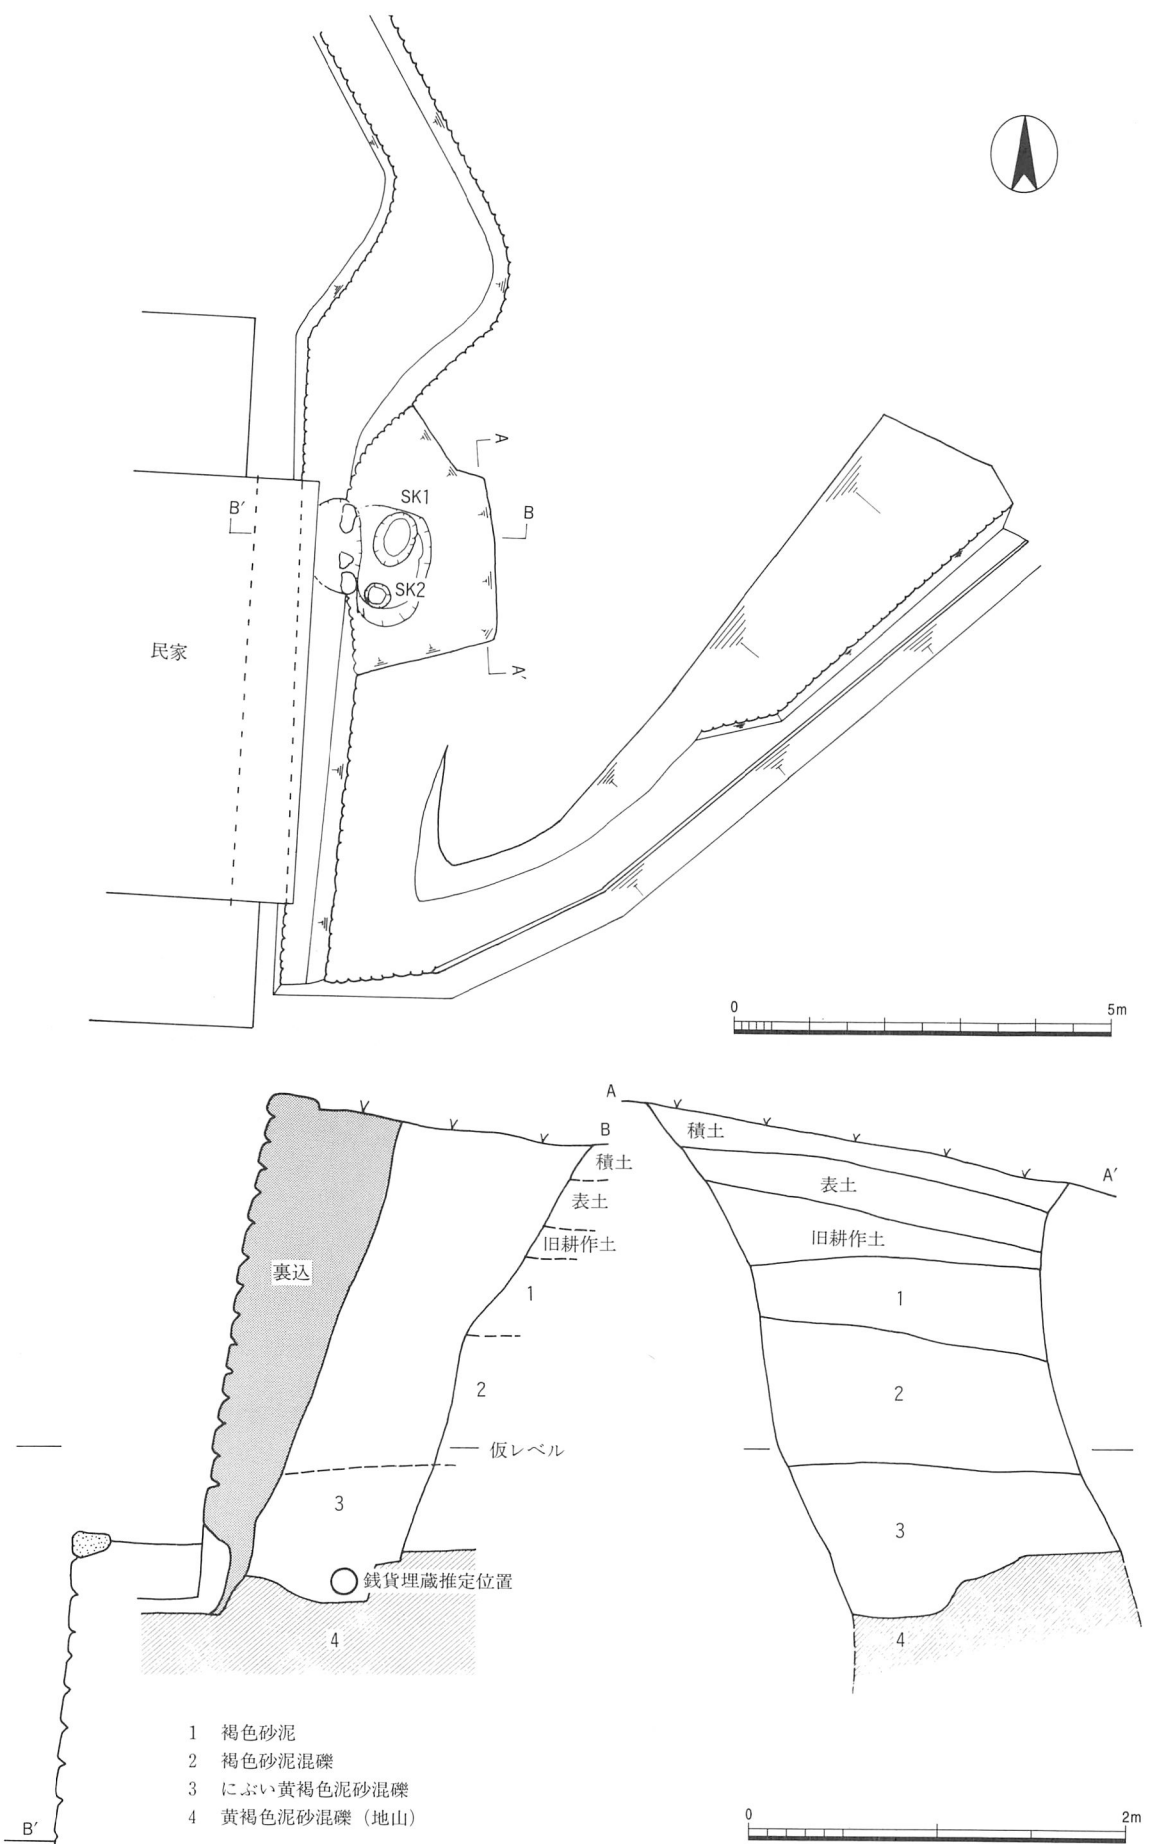 A
SK1
B′
B
SK2
民家
A′
0 5m
A
B
積土
積土
A′
表土
表土
旧耕作土
旧耕作土
裏込
1
1
2
2
仮レベル
3
3
銭貨埋蔵推定位置
4
4
1 褐色砂泥
2 褐色砂泥混礫
3 にぶい黄褐色泥砂混礫
4 黄褐色泥砂混礫（地山）
0 2m
B′